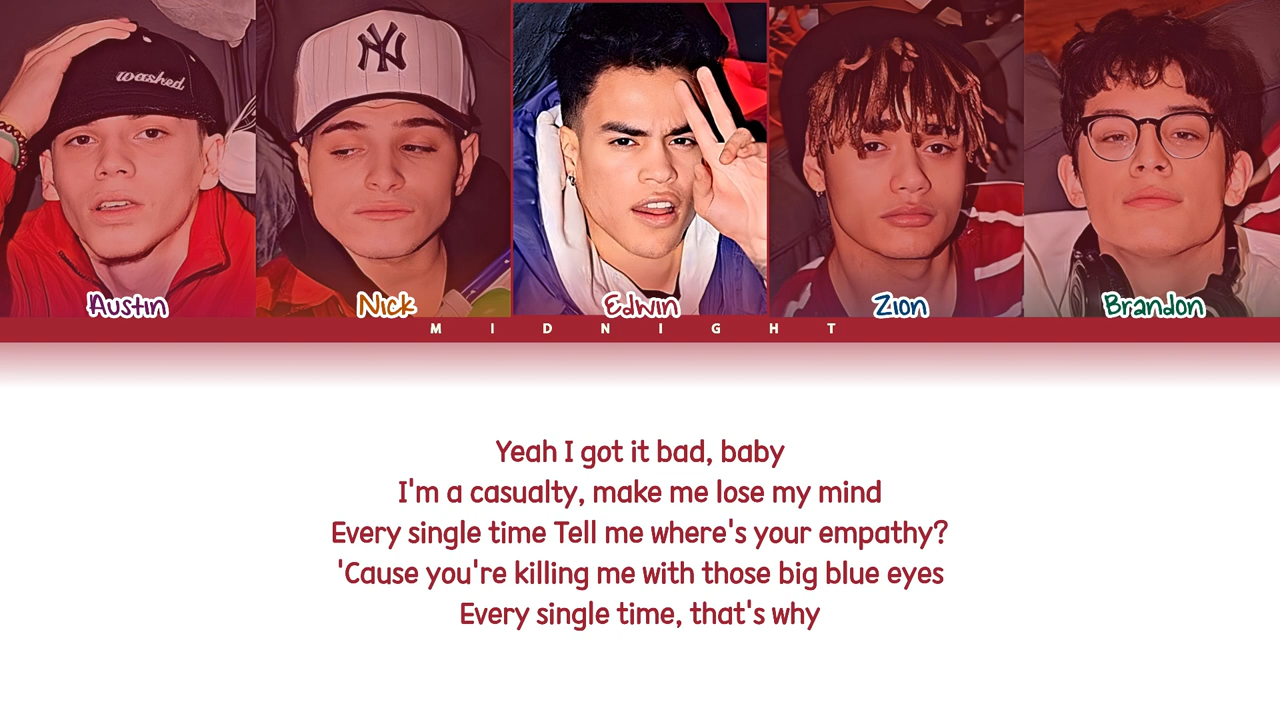 washed
NY
Austin
Nick
Edwin
Zion
Brandon
MIDNIGHT
Yeah I got it bad, baby
I'm a casualty, make me lose my mind
Every single time Tell me where's your empathy?
'Cause you're killing me with those big blue eyes
Every single time, that's why